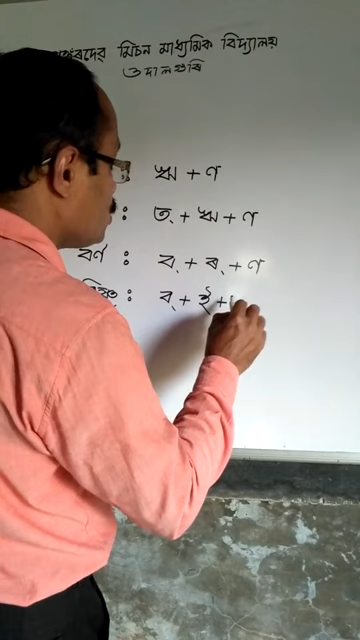 মিচন মাধ্যমিক বিদ্যালয়
ওদালগুৰি
: ঋ + ণ
: ত্ + ঋ + ণ
বৰ্ণ : ব্ + ৰ্ + ণ
: ব্ + ই +